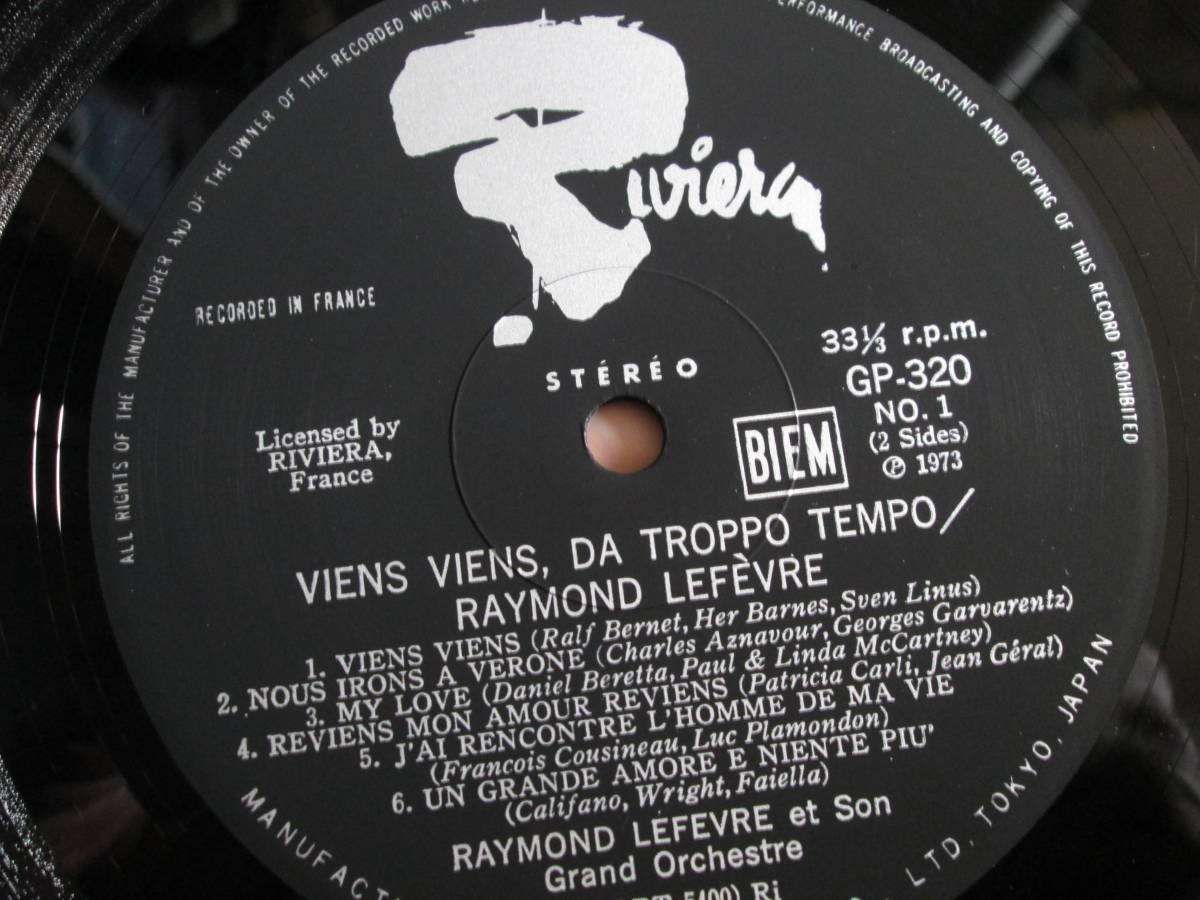 ALL RIGHTS OF THE MANUFACTURER AND OF THE OWNER OF THE RECORDED WORK
PERFORMANCE BROADCASTING AND COPYING OF THIS RECORD PROHIBITED
Riviera
RECORDED IN FRANCE
STÉRÉO
33⅓ r.p.m.
GP-320
NO. 1
(2 Sides)
℗ 1973
BIEM
Licensed by
RIVIERA,
France
VIENS VIENS, DA TROPPO TEMPO/
RAYMOND LEFÈVRE
1. VIENS VIENS (Ralf Bernet, Her Barnes, Sven Linus)
2. NOUS IRONS A VERONE (Charles Aznavour, Georges Garvarentz)
3. MY LOVE (Daniel Beretta, Paul & Linda McCartney)
4. REVIENS MON AMOUR REVIENS (Patricia Carli, Jean Géral)
5. J'AI RENCONTRE L'HOMME DE MA VIE
(Francois Cousineau, Luc Plamondon)
6. UN GRANDE AMORE E NIENTE PIU'
(Califano, Wright, Faiella)
RAYMOND LEFEVRE et Son
Grand Orchestre
5400) Ri
LTD. TOKYO, JAPAN